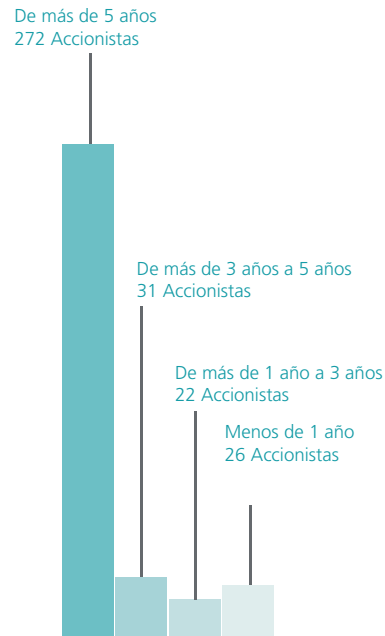 De más de 5 años
272 Accionistas
De más de 3 años a 5 años
31 Accionistas
De más de 1 año a 3 años
22 Accionistas
Menos de 1 año
26 Accionistas